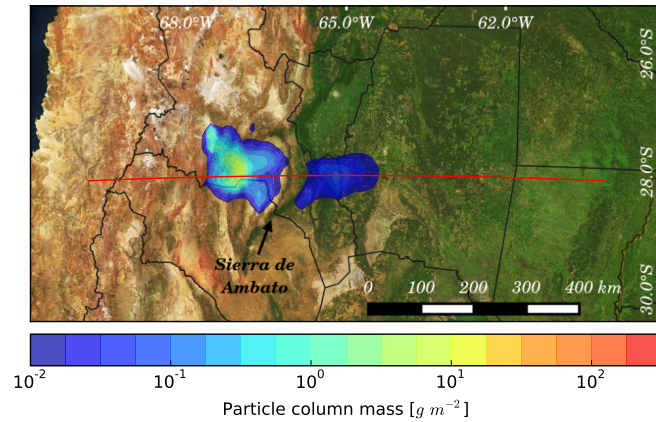 68.0°W 65.0°W 62.0°W
26.0°S
28.0°S
30.0°S
Sierra de
Ambato
0 100 200 300 400 km
10⁻² 10⁻¹ 10⁰ 10¹ 10²
Particle column mass [g m⁻²]